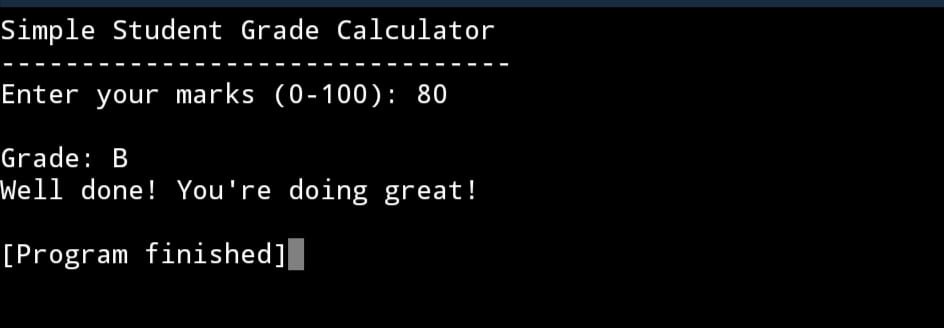 Simple Student Grade Calculator
--------------------------------
Enter your marks (0-100): 80
Grade: B
Well done! You're doing great!
[Program finished]